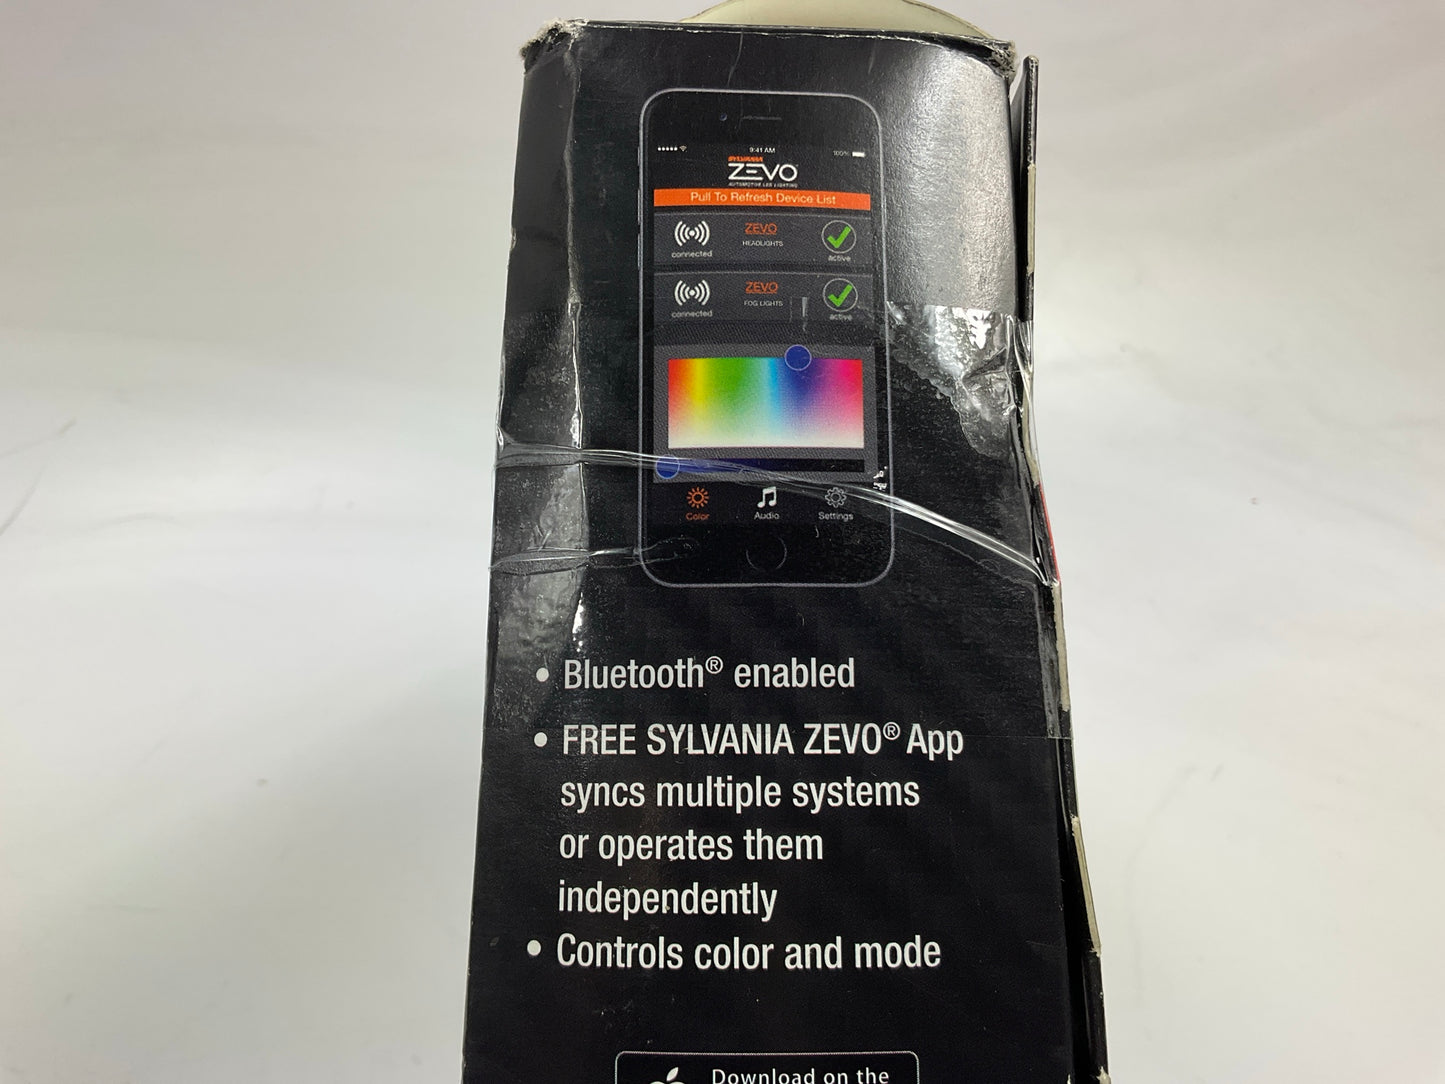 9:41 AM 100%
SYLVANIA
ZEVO
AUTOMOTIVE LED LIGHTING
Pull To Refresh Device List
connected ZEVO HEADLIGHTS active
connected ZEVO FOG LIGHTS active
Color Audio Settings
• Bluetooth® enabled
• FREE SYLVANIA ZEVO® App
syncs multiple systems
or operates them
independently
• Controls color and mode
Download on the